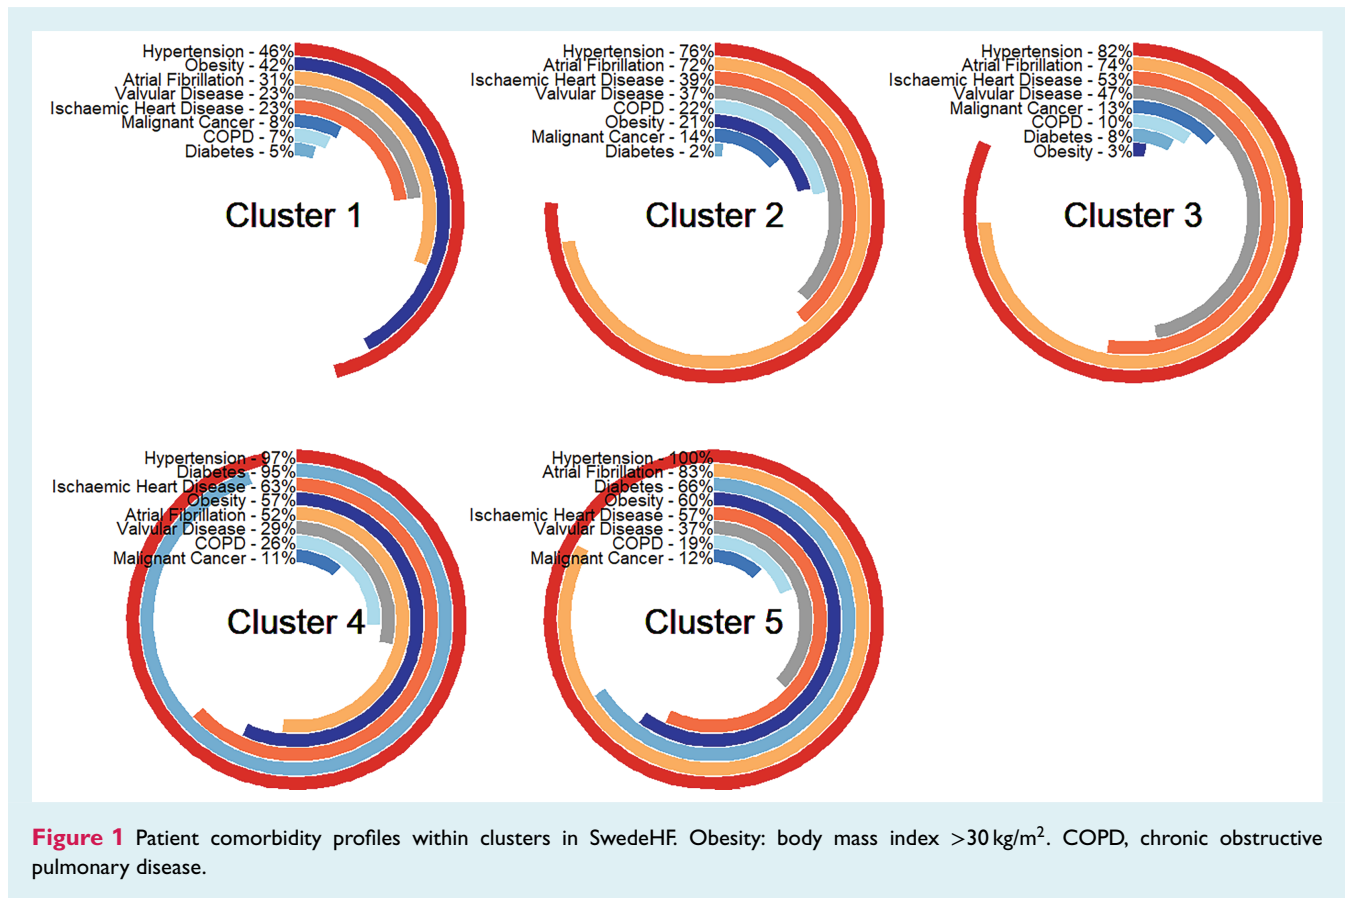 Hypertension - 46%
Obesity - 42%
Atrial Fibrillation - 31%
Valvular Disease - 23%
Ischaemic Heart Disease - 23%
Malignant Cancer - 8%
COPD - 7%
Diabetes - 5%
Cluster 1
Hypertension - 76%
Atrial Fibrillation - 72%
Ischaemic Heart Disease - 39%
Valvular Disease - 37%
COPD - 22%
Obesity - 21%
Malignant Cancer - 14%
Diabetes - 2%
Cluster 2
Hypertension - 82%
Atrial Fibrillation - 74%
Ischaemic Heart Disease - 53%
Valvular Disease - 47%
Malignant Cancer - 13%
COPD - 10%
Diabetes - 8%
Obesity - 3%
Cluster 3
Hypertension - 97%
Diabetes - 95%
Ischaemic Heart Disease - 63%
Obesity - 57%
Atrial Fibrillation - 52%
Valvular Disease - 29%
COPD - 26%
Malignant Cancer - 11%
Cluster 4
Hypertension - 100%
Atrial Fibrillation - 83%
Diabetes - 66%
Obesity - 60%
Ischaemic Heart Disease - 57%
Valvular Disease - 37%
COPD - 19%
Malignant Cancer - 12%
Cluster 5
Figure 1 Patient comorbidity profiles within clusters in SwedeHF. Obesity: body mass index >30 kg/m². COPD, chronic obstructive
pulmonary disease.